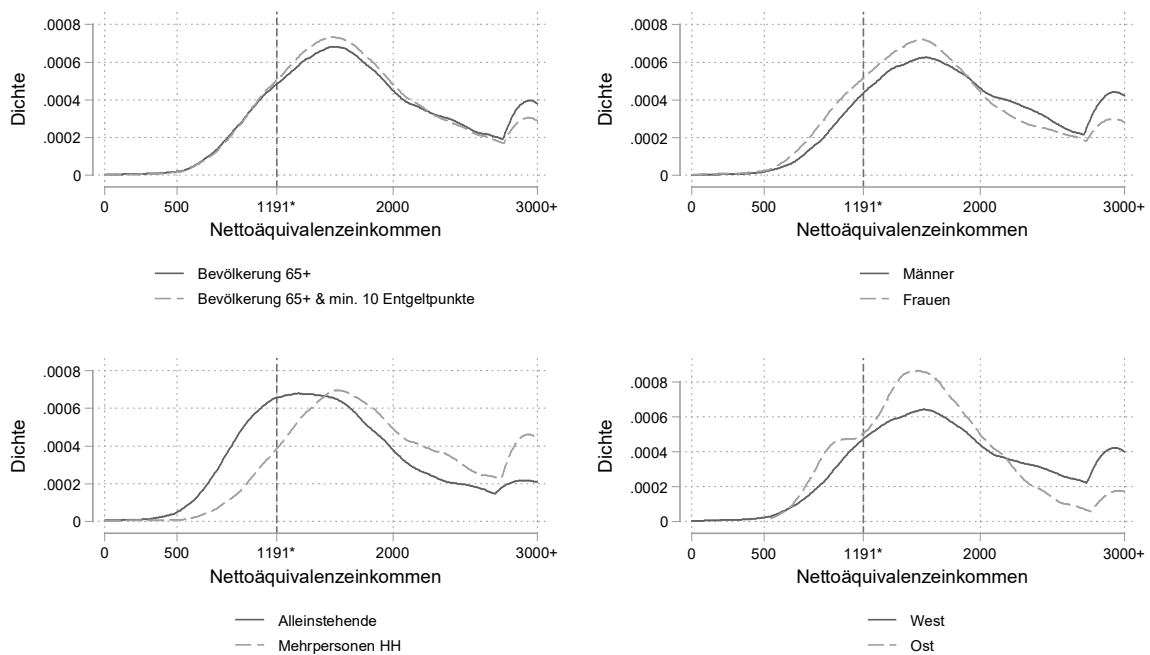 .0008
.0006
.0004
.0002
0
Dichte
0 500 1191* 2000 3000+
Nettoäquivalenzeinkommen
Bevölkerung 65+
Bevölkerung 65+ & min. 10 Entgeltpunkte
.0008
.0006
.0004
.0002
0
Dichte
0 500 1191* 2000 3000+
Nettoäquivalenzeinkommen
Männer
Frauen
.0008
.0006
.0004
.0002
0
Dichte
0 500 1191* 2000 3000+
Nettoäquivalenzeinkommen
Alleinstehende
Mehrpersonen HH
.0008
.0006
.0004
.0002
0
Dichte
0 500 1191* 2000 3000+
Nettoäquivalenzeinkommen
West
Ost